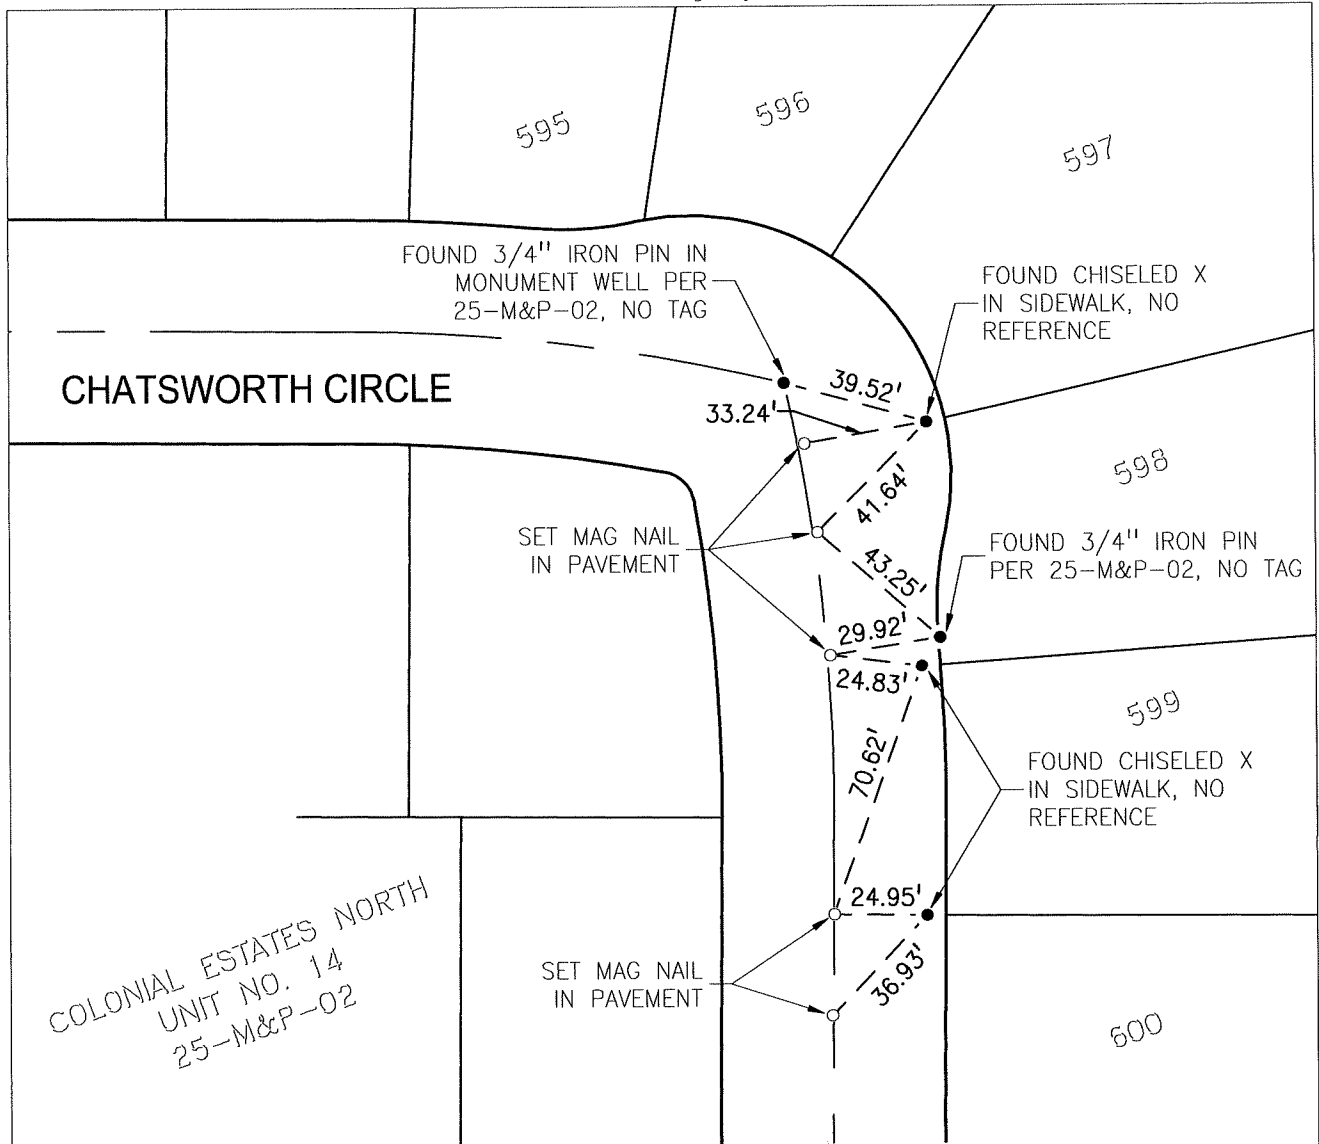 595
596
597
FOUND 3/4" IRON PIN IN
MONUMENT WELL PER
25-M&P-02, NO TAG
FOUND CHISELED X
IN SIDEWALK, NO
REFERENCE
CHATSWORTH CIRCLE
39.52'
33.24'
41.64'
598
SET MAG NAIL
IN PAVEMENT
43.25'
FOUND 3/4" IRON PIN
PER 25-M&P-02, NO TAG
29.92'
24.83'
599
70.62'
FOUND CHISELED X
IN SIDEWALK, NO
REFERENCE
24.95'
36.93'
SET MAG NAIL
IN PAVEMENT
COLONIAL ESTATES NORTH
UNIT NO. 14
25-M&P-02
600